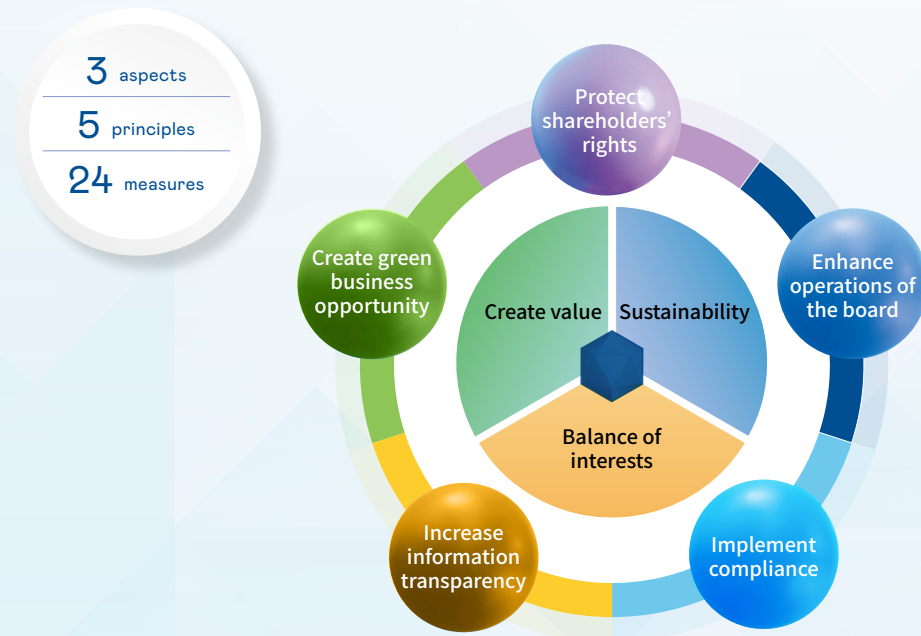 3 aspects
5 principles
24 measures
Protect
shareholders'
rights
Create green
business
opportunity
Enhance
operations of
the board
Create value
Sustainability
Balance of
interests
Increase
information
transparency
Implement
compliance